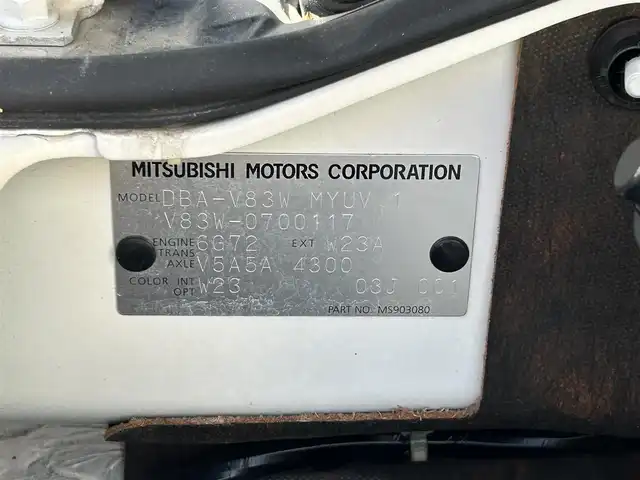 MITSUBISHI MOTORS CORPORATION
MODEL DBA-V83W MYUV 1
V83W-0700117
ENGINE 6G72 EXT W23A
TRANS
AXLE V5A5A 4300
COLOR INT
OPT W23 03J 001
PART NO. MS903080